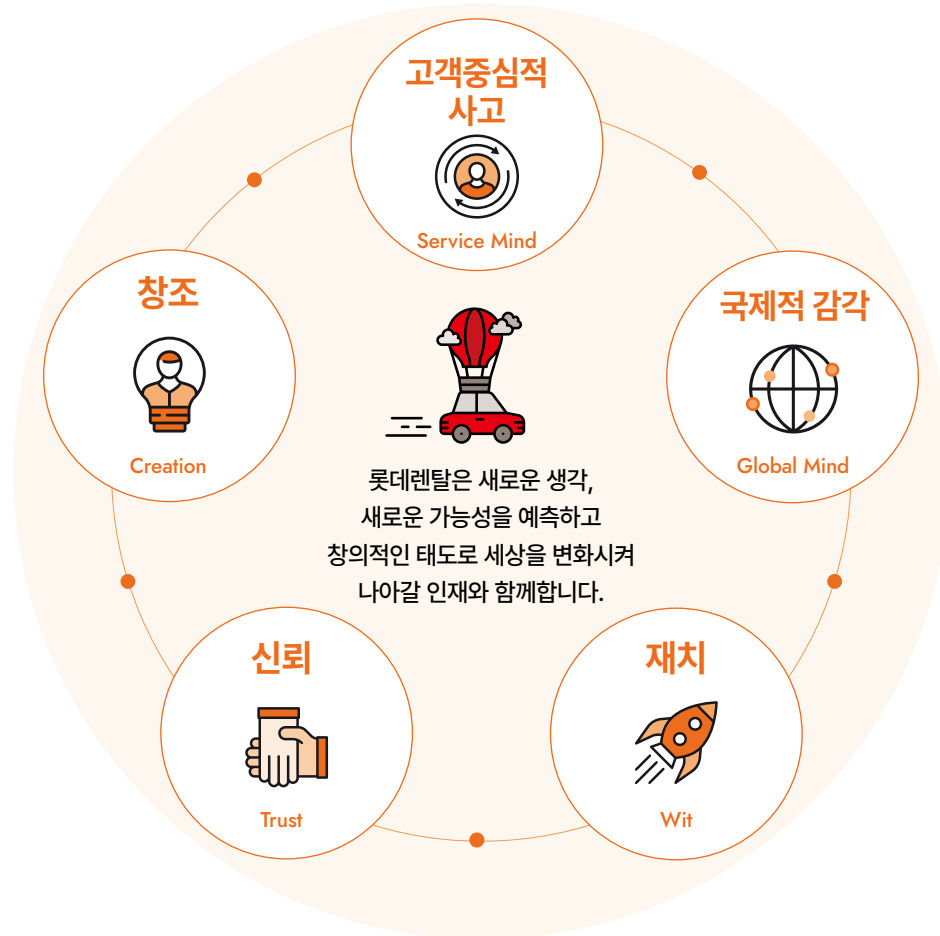 고객중심적
사고
Service Mind
창조
Creation
국제적 감각
Global Mind
롯데렌탈은 새로운 생각,
새로운 가능성을 예측하고
창의적인 태도로 세상을 변화시켜
나아갈 인재와 함께합니다.
신뢰
Trust
재치
Wit